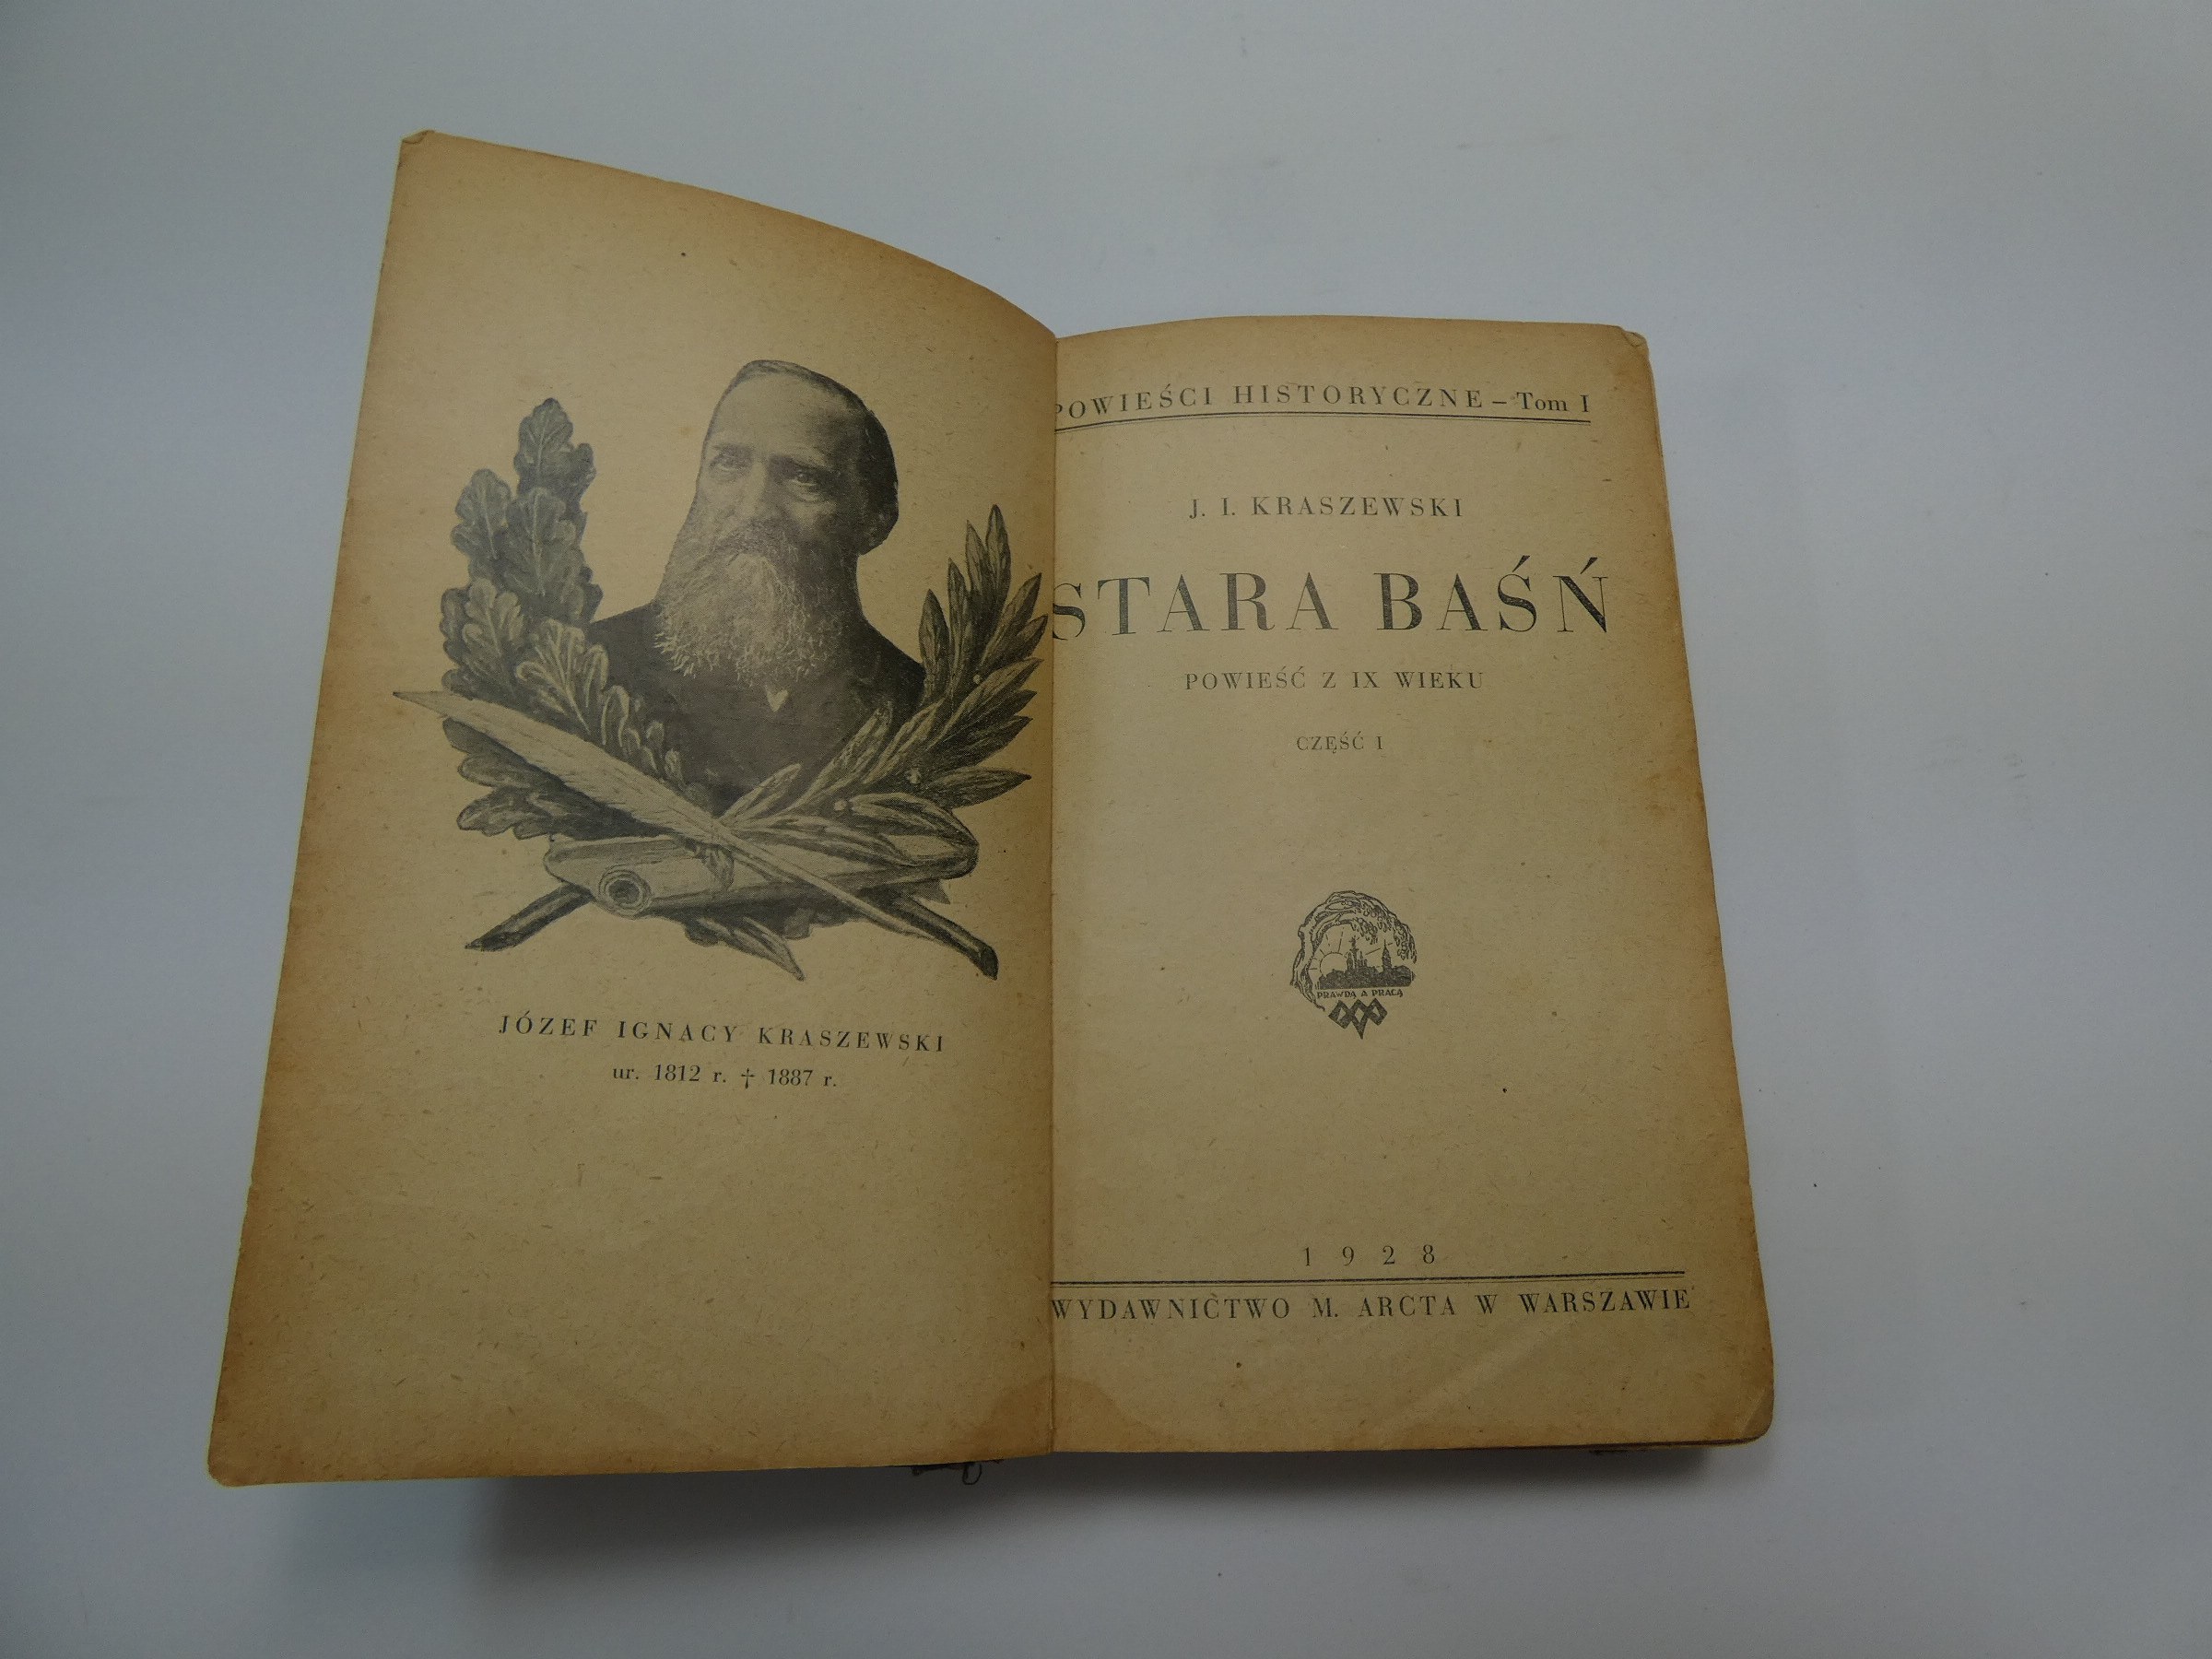 JÓZEF IGNACY KRASZEWSKI
ur. 1812 r. † 1887 r.
POWIEŚCI HISTORYCZNE – Tom I
J. I. KRASZEWSKI
STARA BAŚŃ
POWIEŚĆ Z IX WIEKU
CZĘŚĆ I
PRAWDĄ A PRACĄ
1928
WYDAWNICTWO M. ARCTA W WARSZAWIE